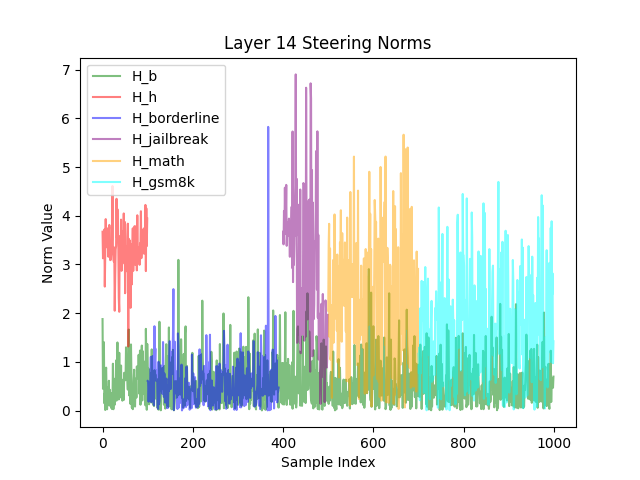 Layer 14 Steering Norms
7
6
5
4
3
2
1
0
Norm Value
H_b
H_h
H_borderline
H_jailbreak
H_math
H_gsm8k
0
200
400
600
800
1000
Sample Index